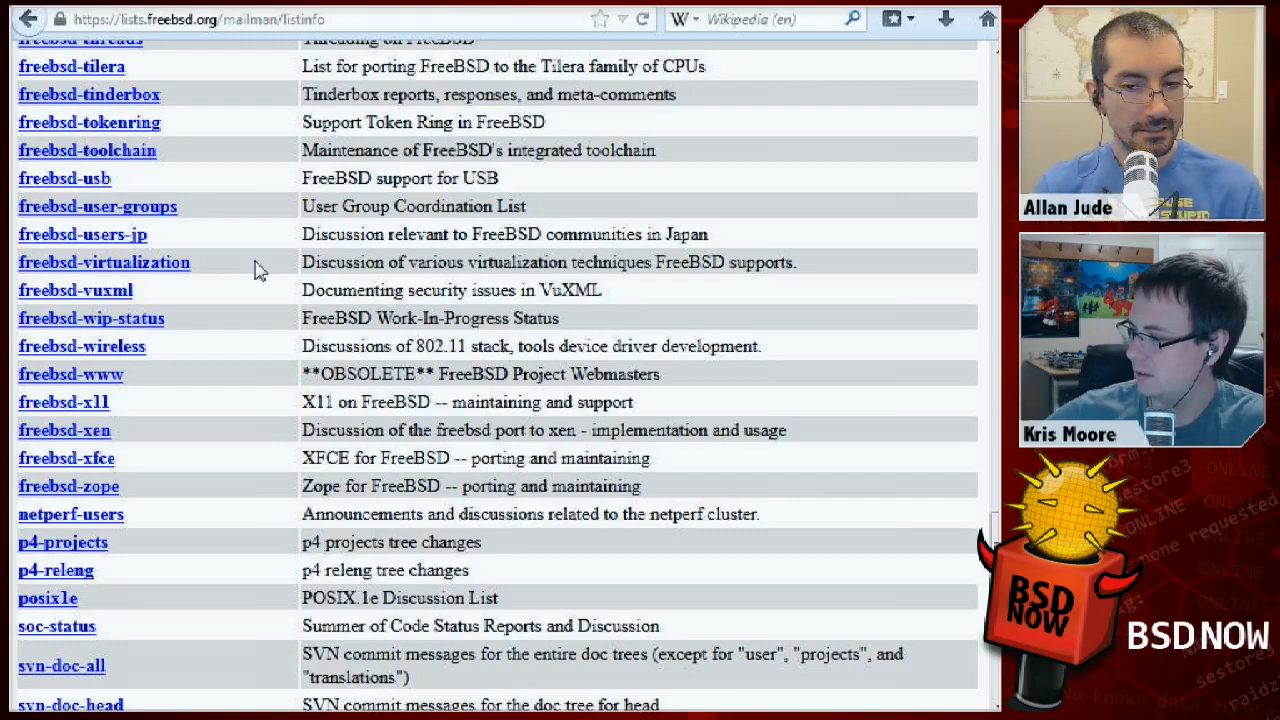 https://lists.freebsd.org/mailman/listinfo
Wikipedia (en)
freebsd-threads Threading on FreeBSD
freebsd-tilera List for porting FreeBSD to the Tilera family of CPUs
freebsd-tinderbox Tinderbox reports, responses, and meta-comments
freebsd-tokenring Support Token Ring in FreeBSD
freebsd-toolchain Maintenance of FreeBSD's integrated toolchain
freebsd-usb FreeBSD support for USB
freebsd-user-groups User Group Coordination List
freebsd-users-jp Discussion relevant to FreeBSD communities in Japan
freebsd-virtualization Discussion of various virtualization techniques FreeBSD supports.
freebsd-vuxml Documenting security issues in VuXML
freebsd-wip-status FreeBSD Work-In-Progress Status
freebsd-wireless Discussions of 802.11 stack, tools device driver development.
freebsd-www **OBSOLETE** FreeBSD Project Webmasters
freebsd-x11 X11 on FreeBSD -- maintaining and support
freebsd-xen Discussion of the freebsd port to xen - implementation and usage
freebsd-xfce XFCE for FreeBSD -- porting and maintaining
freebsd-zope Zope for FreeBSD -- porting and maintaining
netperf-users Announcements and discussions related to the netperf cluster.
p4-projects p4 projects tree changes
p4-releng p4 releng tree changes
posix1e POSIX.1e Discussion List
soc-status Summer of Code Status Reports and Discussion
svn-doc-all SVN commit messages for the entire doc trees (except for "user", "projects", and
"translations")
svn-doc-head SVN commit messages for the doc tree for head
Allan Jude
Kris Moore
BSD
NOW
BSD NOW